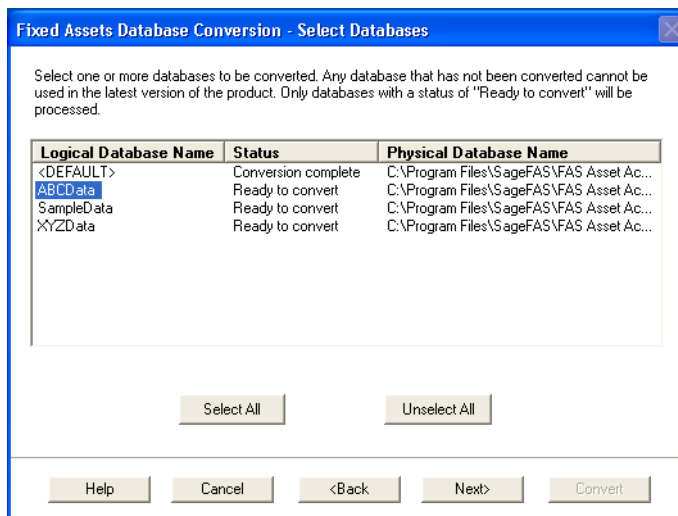 Fixed Assets Database Conversion - Select Databases
Select one or more databases to be converted. Any database that has not been converted cannot be
used in the latest version of the product. Only databases with a status of "Ready to convert" will be
processed.
Logical Database Name Status Physical Database Name
<DEFAULT> Conversion complete C:\Program Files\SageFAS\FAS Asset Ac...
ABCData Ready to convert C:\Program Files\SageFAS\FAS Asset Ac...
SampleData Ready to convert C:\Program Files\SageFAS\FAS Asset Ac...
XYZData Ready to convert C:\Program Files\SageFAS\FAS Asset Ac...
Select All Unselect All
Help Cancel <Back Next> Convert